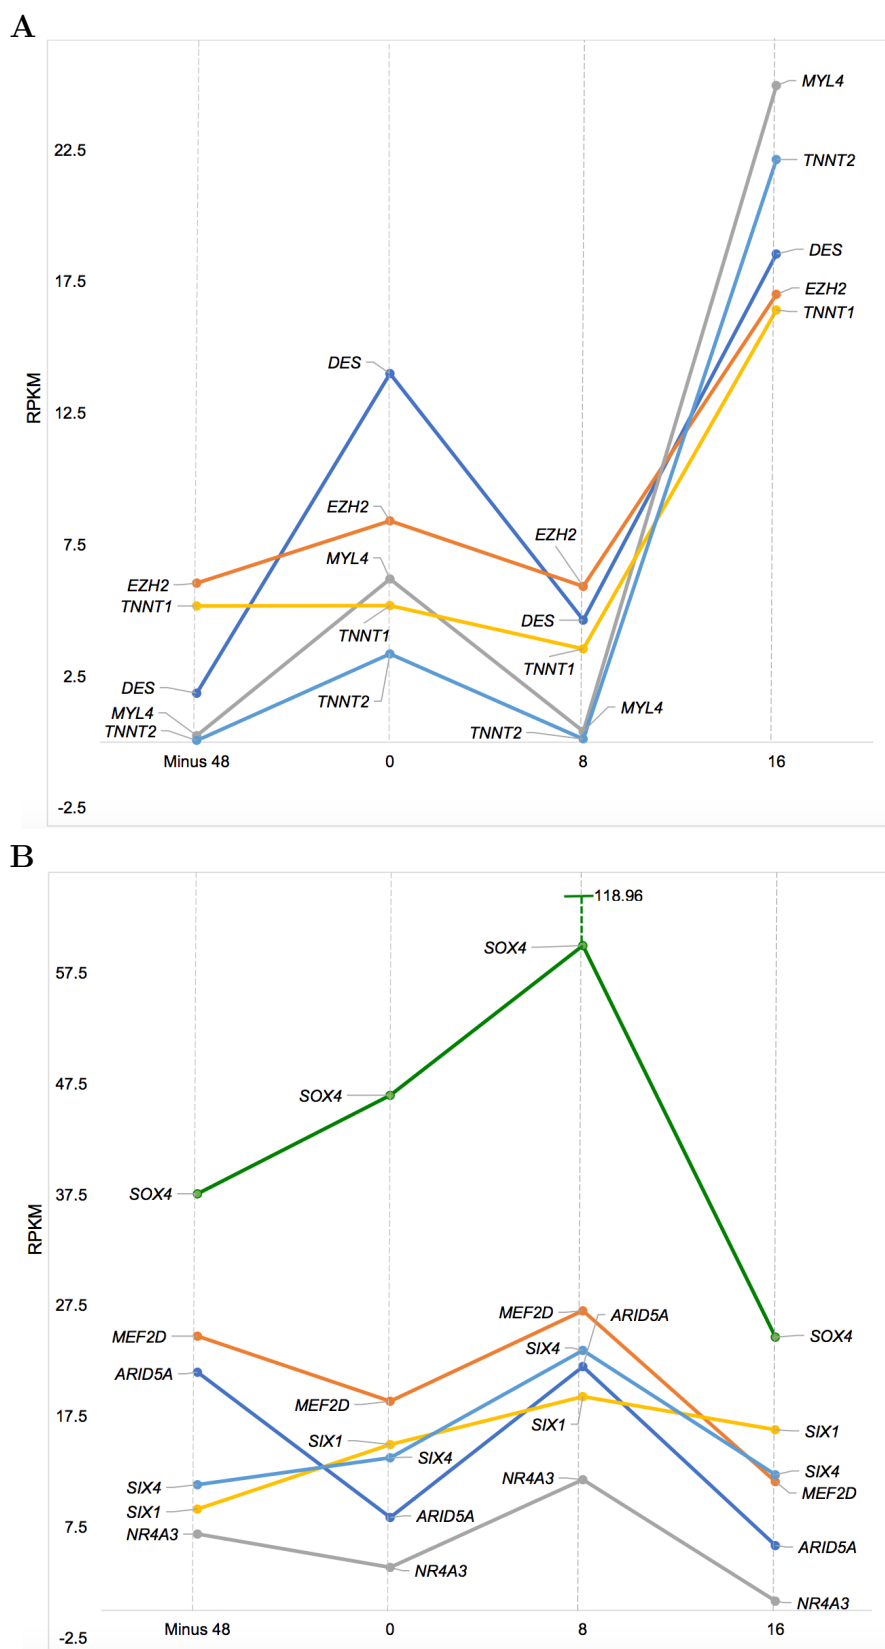 A
MYL4
22.5
TNNT2
DES
17.5
EZH2
TNNT1
DES
12.5
RPKM
EZH2
EZH2
7.5
MYL4
EZH2
TNNT1
DES
TNNT1
TNNT1
2.5
DES
TNNT2
MYL4
MYL4
TNNT2
TNNT2
Minus 48 0 8 16
-2.5
B
118.96
SOX4
57.5
47.5
SOX4
37.5
SOX4
RPKM
27.5
MEF2D
ARID5A
MEF2D
SOX4
SIX4
ARID5A
MEF2D
17.5
SIX1
SIX1
SIX1
SIX4
SIX4
NR4A3
SIX4
MEF2D
SIX1
ARID5A
7.5
NR4A3
ARID5A
NR4A3
NR4A3
Minus 48 0 8 16
-2.5